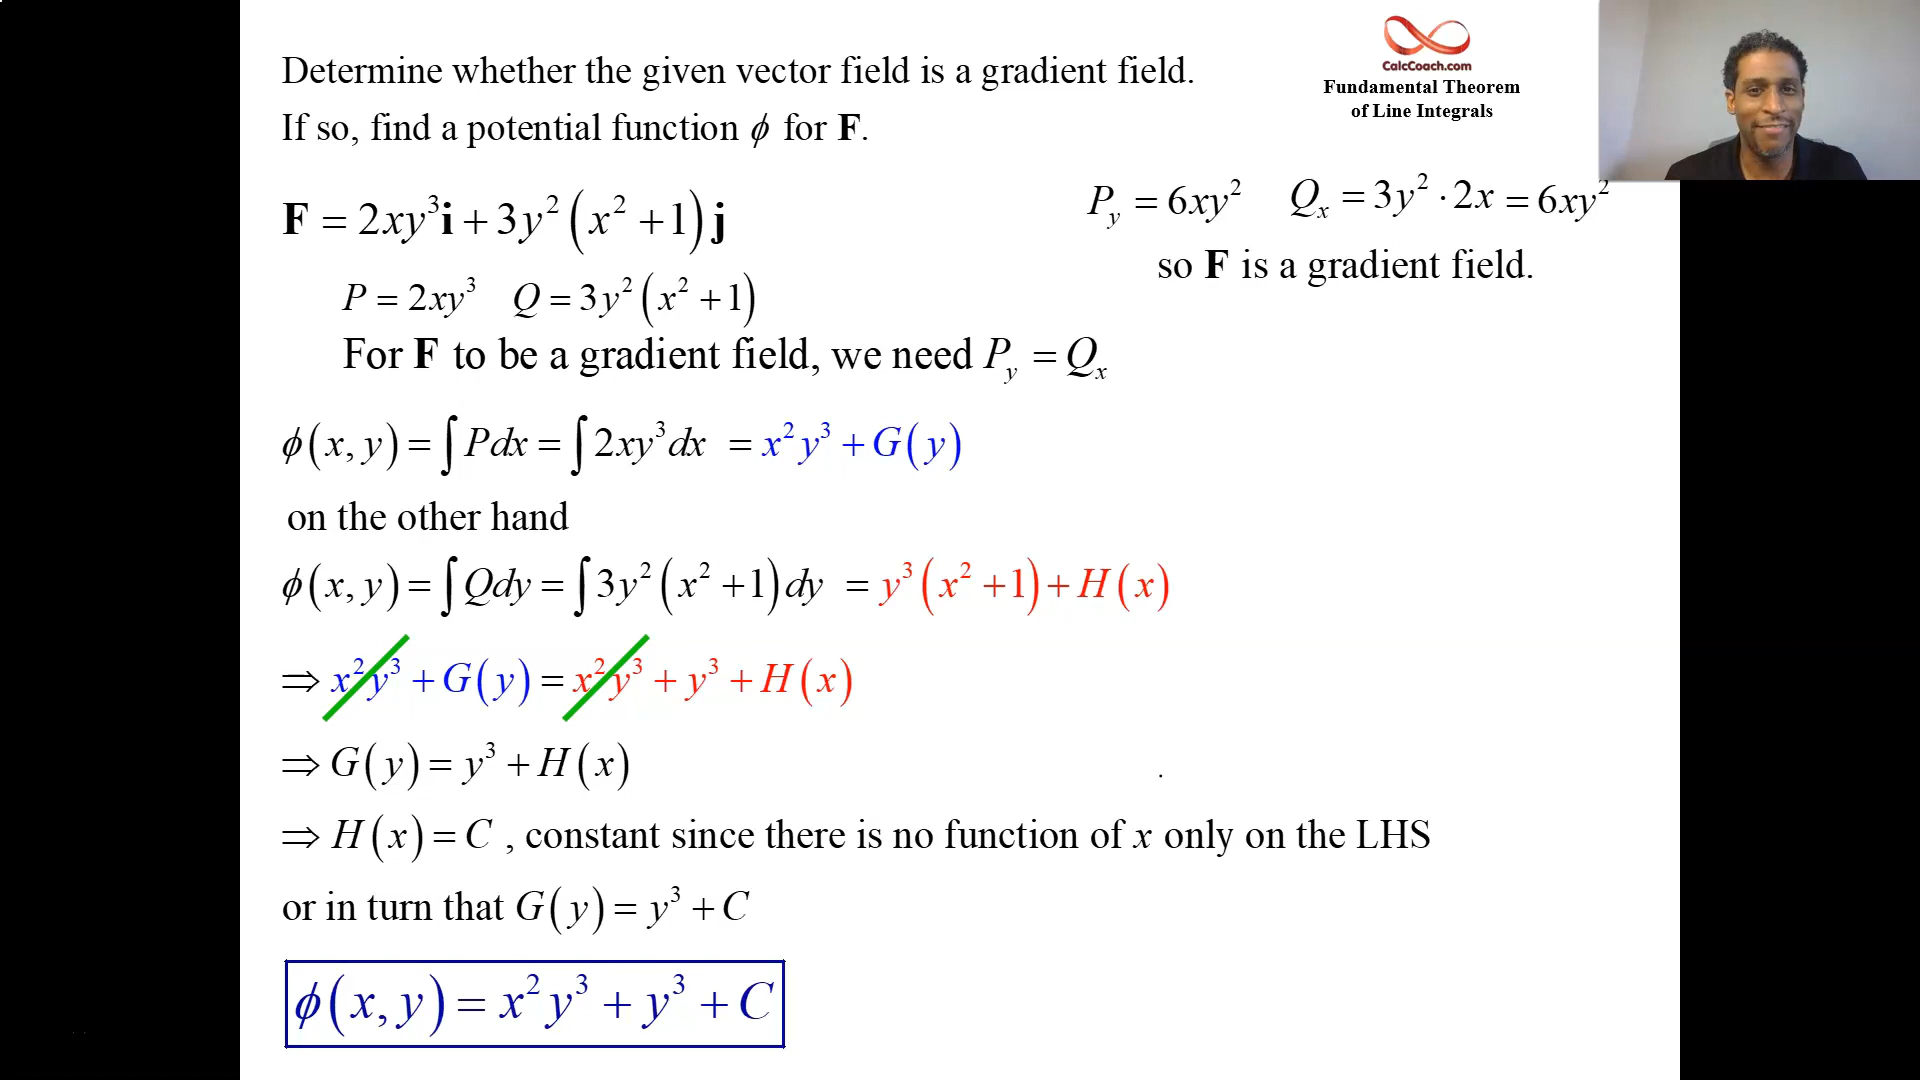 Determine whether the given vector field is a gradient field.
If so, find a potential function ϕ for F.
CalcCoach.com
Fundamental Theorem
of Line Integrals
F = 2xy³i + 3y²(x² + 1)j
P = 2xy³ Q = 3y²(x² + 1)
For F to be a gradient field, we need P_y = Q_x
P_y = 6xy² Q_x = 3y² · 2x = 6xy²
so F is a gradient field.
ϕ(x, y) = ∫Pdx = ∫2xy³dx = x²y³ + G(y)
on the other hand
ϕ(x, y) = ∫Qdy = ∫3y²(x² + 1)dy = y³(x² + 1) + H(x)
⇒ x²y³ + G(y) = x²y³ + y³ + H(x)
⇒ G(y) = y³ + H(x)
⇒ H(x) = C , constant since there is no function of x only on the LHS
or in turn that G(y) = y³ + C
ϕ(x, y) = x²y³ + y³ + C